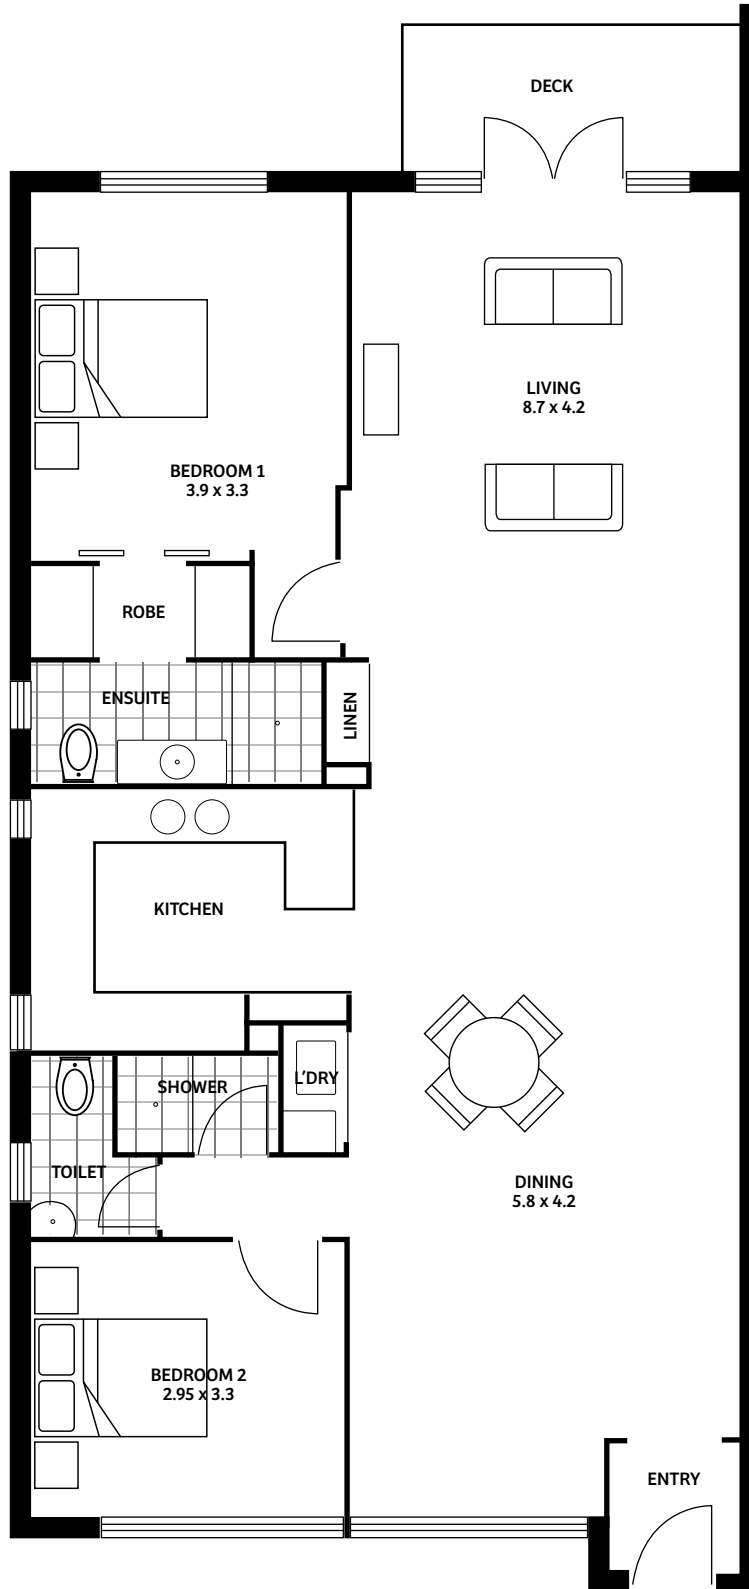 DECK
LIVING
8.7 x 4.2
BEDROOM 1
3.9 x 3.3
ROBE
ENSUITE
LINEN
KITCHEN
SHOWER
L'DRY
TOILET
DINING
5.8 x 4.2
BEDROOM 2
2.95 x 3.3
ENTRY